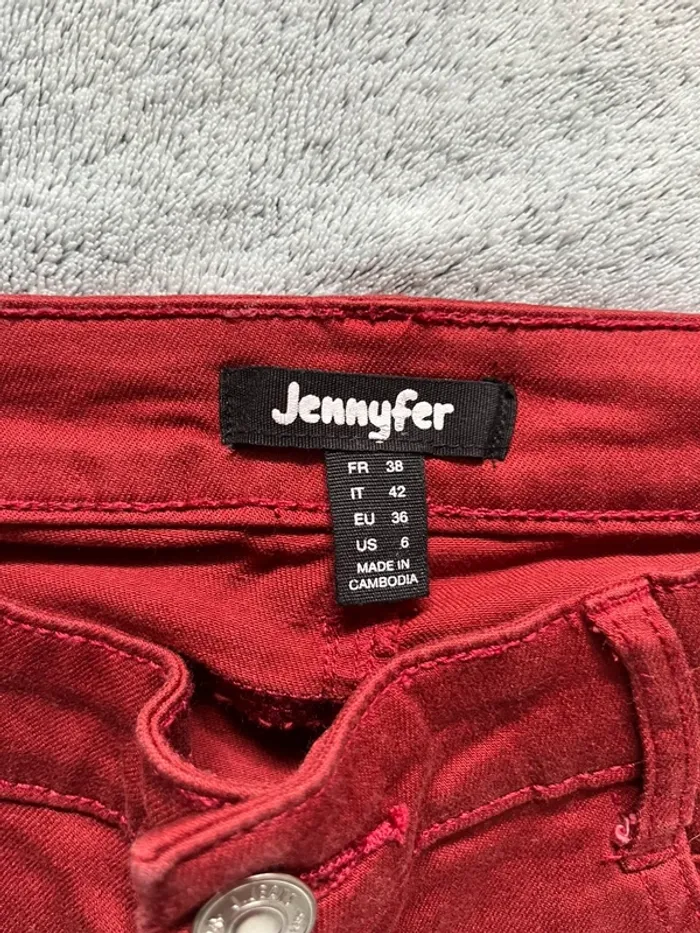 Jennyfer
FR 38
IT 42
EU 36
US 6
MADE IN
CAMBODIA